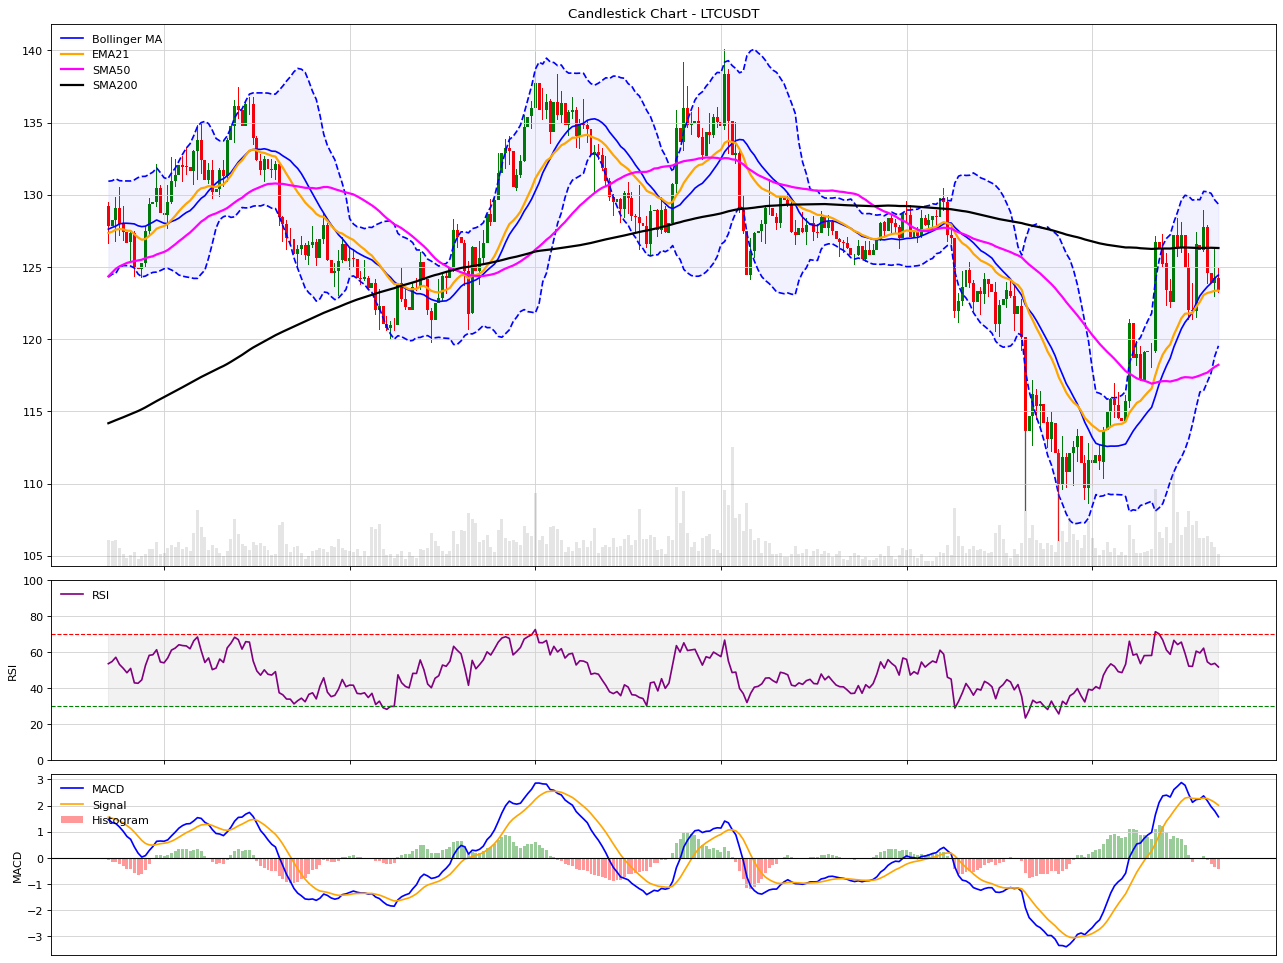 Candlestick Chart - LTCUSDT
Bollinger MA
EMA21
SMA50
SMA200
140
135
130
125
120
115
110
105
RSI
100
80
60
40
20
0
RSI
MACD
Signal
Histogram
3
2
1
0
−1
−2
−3
MACD